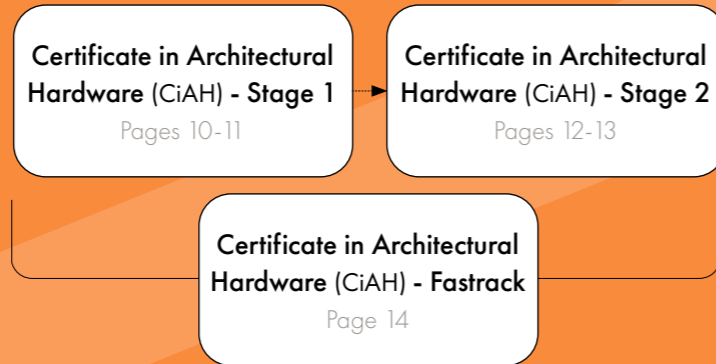 Certificate in Architectural
Hardware (CiAH) - Stage 1
Pages 10-11
Certificate in Architectural
Hardware (CiAH) - Stage 2
Pages 12-13
Certificate in Architectural
Hardware (CiAH) - Fastrack
Page 14